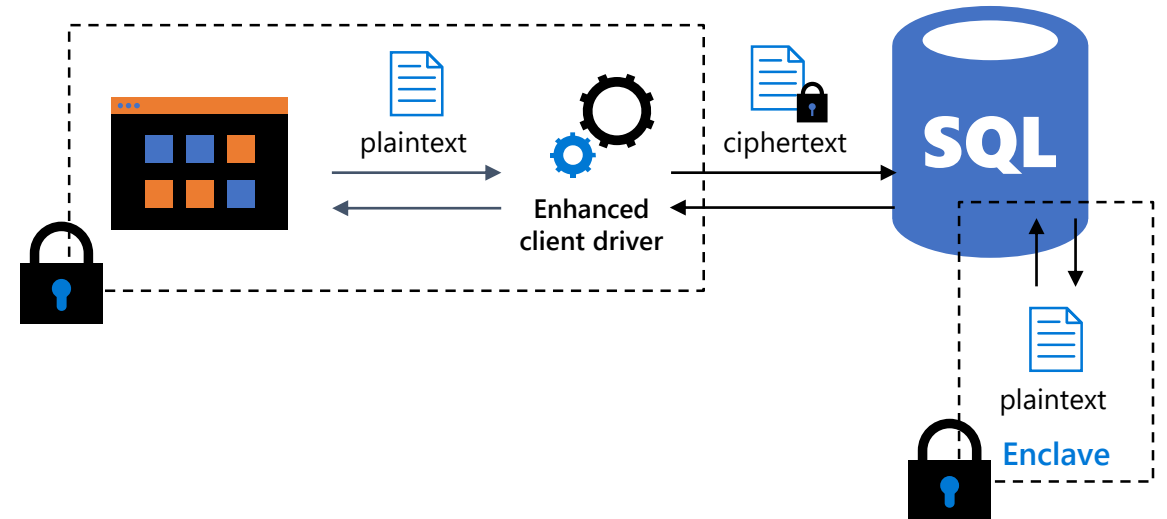 plaintext
Enhanced
client driver
ciphertext
SQL
plaintext
Enclave